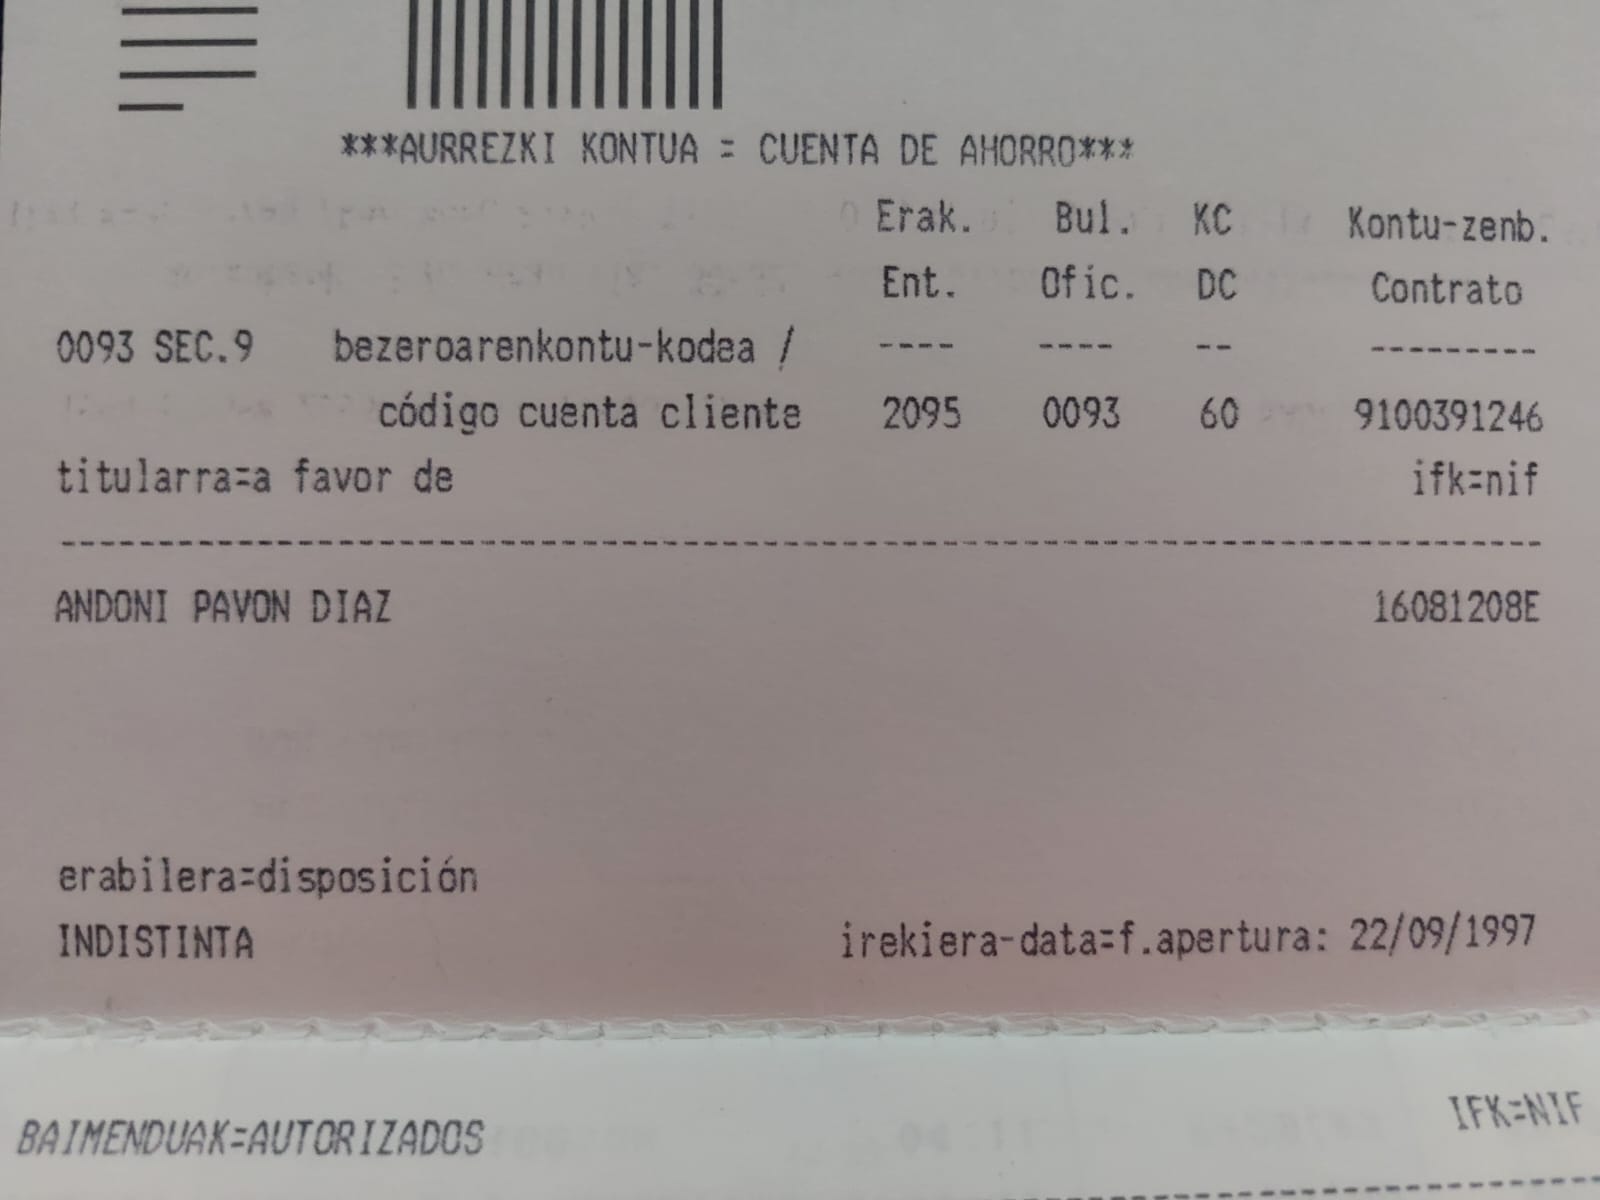 ***AURREZKI KONTUA = CUENTA DE AHORRO***
Erak. Bul. KC Kontu-zenb.
Ent. Ofic. DC Contrato
0093 SEC.9 bezeroarenkontu-kodea / ---- ---- -- ---------
código cuenta cliente 2095 0093 60 9100391246
titularra=a favor de ifk=nif
ANDONI PAVON DIAZ 16081208E
erabilera=disposición
INDISTINTA irekiera-data=f.apertura: 22/09/1997
BAIMENDUAK=AUTORIZADOS IFK=NIF